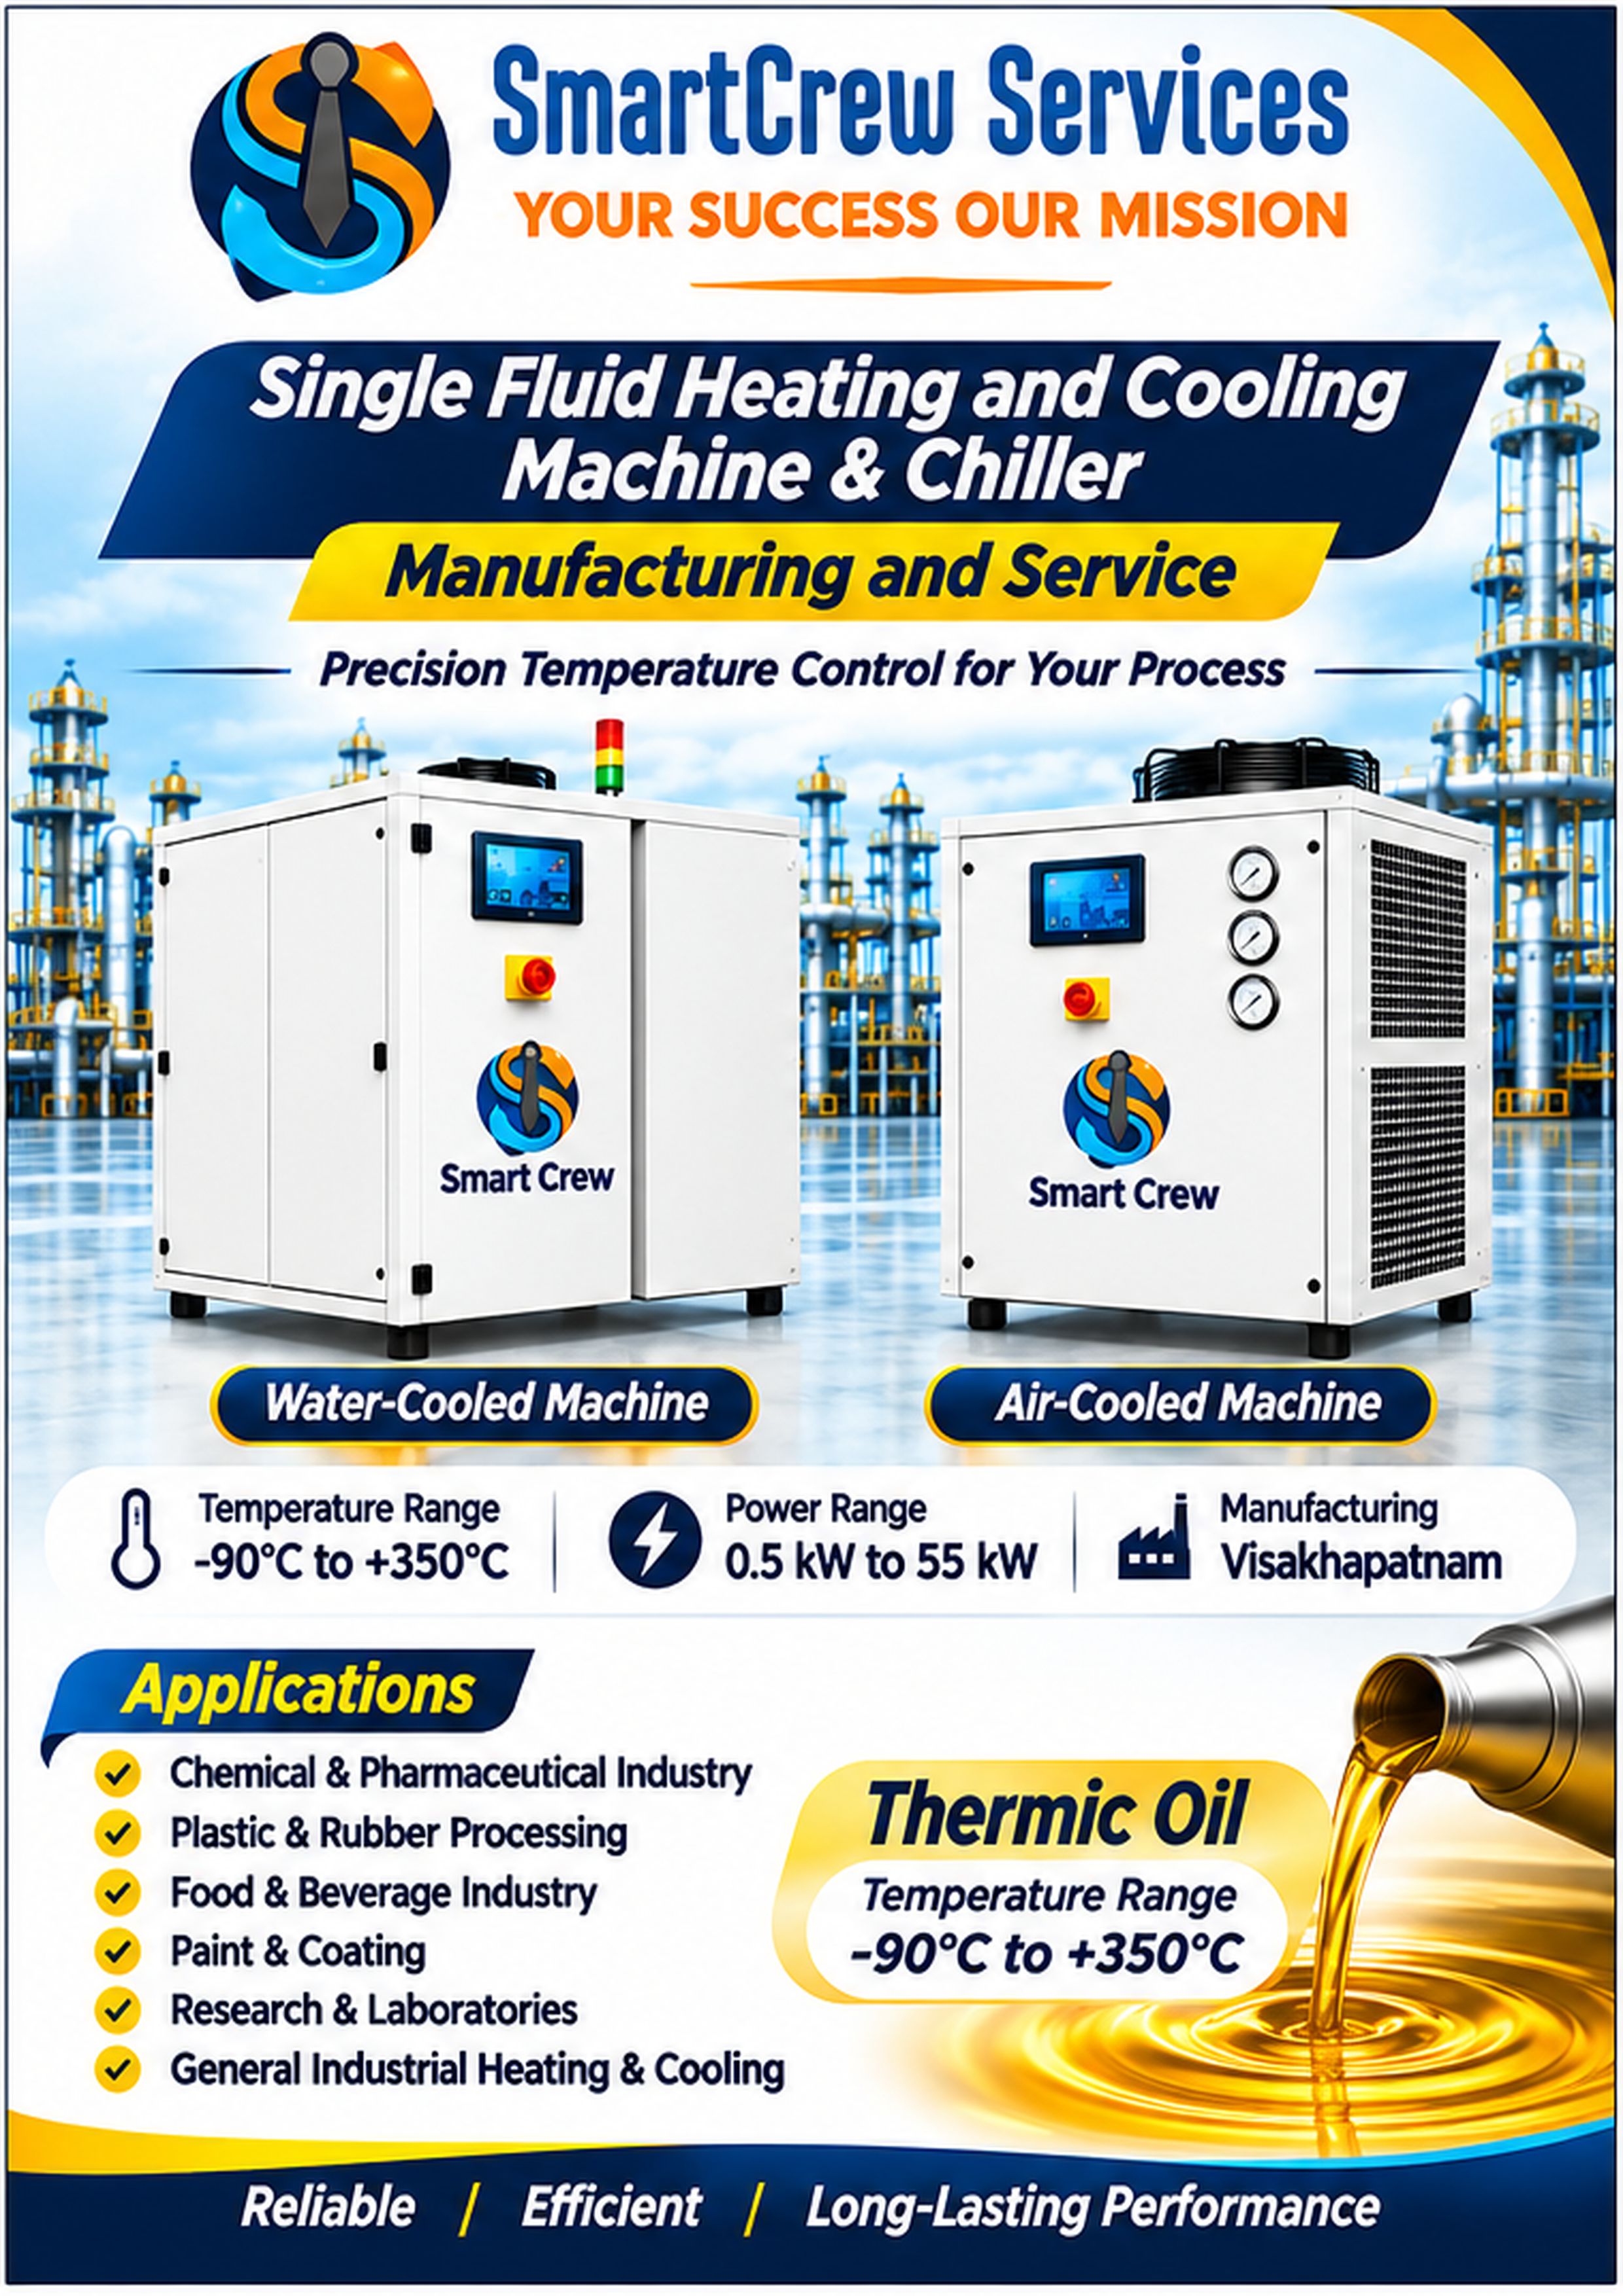 SmartCrew Services
YOUR SUCCESS OUR MISSION
Single Fluid Heating and Cooling
Machine & Chiller
Manufacturing and Service
Precision Temperature Control for Your Process
Smart Crew
Smart Crew
Water-Cooled Machine
Air-Cooled Machine
Temperature Range
-90°C to +350°C
Power Range
0.5 kW to 55 kW
Manufacturing
Visakhapatnam
Applications
Chemical & Pharmaceutical Industry
Plastic & Rubber Processing
Food & Beverage Industry
Paint & Coating
Research & Laboratories
General Industrial Heating & Cooling
Thermic Oil
Temperature Range
-90°C to +350°C
Reliable / Efficient / Long-Lasting Performance